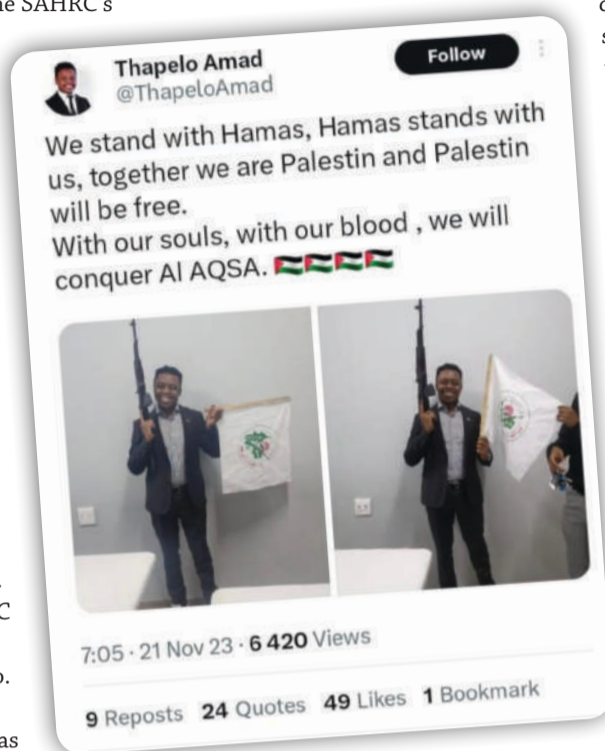 ne SAHRC's
Thapelo Amad
@ThapeloAmad
Follow
We stand with Hamas, Hamas stands with
us, together we are Palestin and Palestin
will be free.
With our souls, with our blood , we will
conquer Al AQSA. 🇵🇸🇵🇸🇵🇸🇵🇸
7:05 · 21 Nov 23 · 6 420 Views
9 Reposts 24 Quotes 49 Likes 1 Bookmark